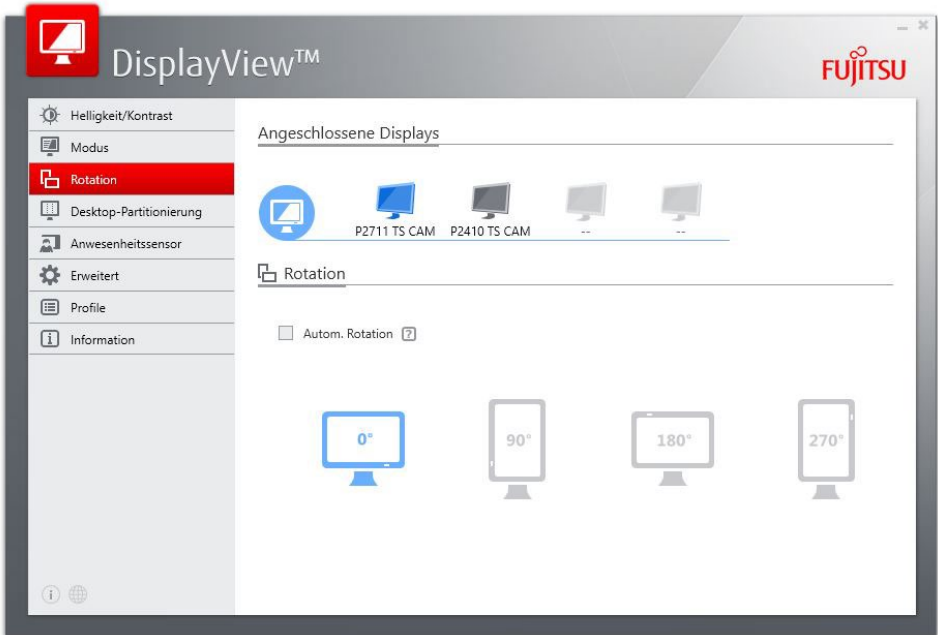 DisplayView™
FUJITSU
Helligkeit/Kontrast
Modus
Rotation
Desktop-Partitionierung
Anwesenheitssensor
Erweitert
Profile
Information
Angeschlossene Displays
P2711 TS CAM P2410 TS CAM -- --
Rotation
Autom. Rotation ?
0° 90° 180° 270°